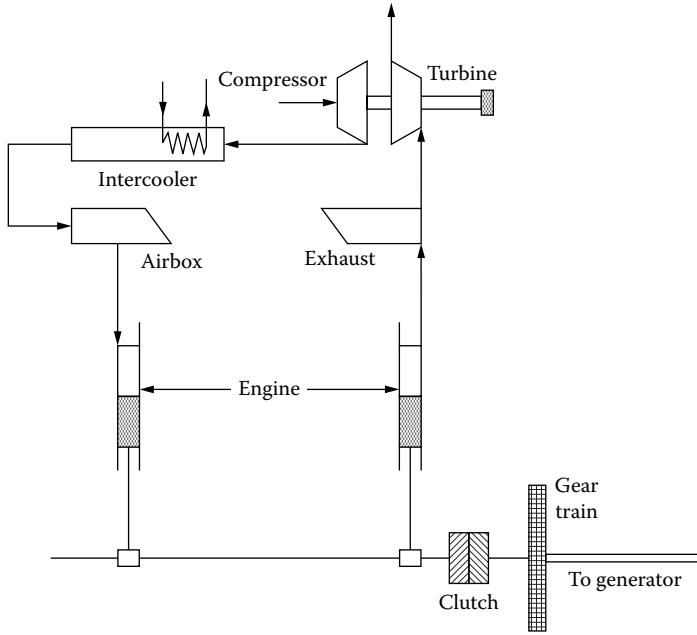 Compressor
Turbine
Intercooler
Airbox
Exhaust
Engine
Gear
train
To generator
Clutch